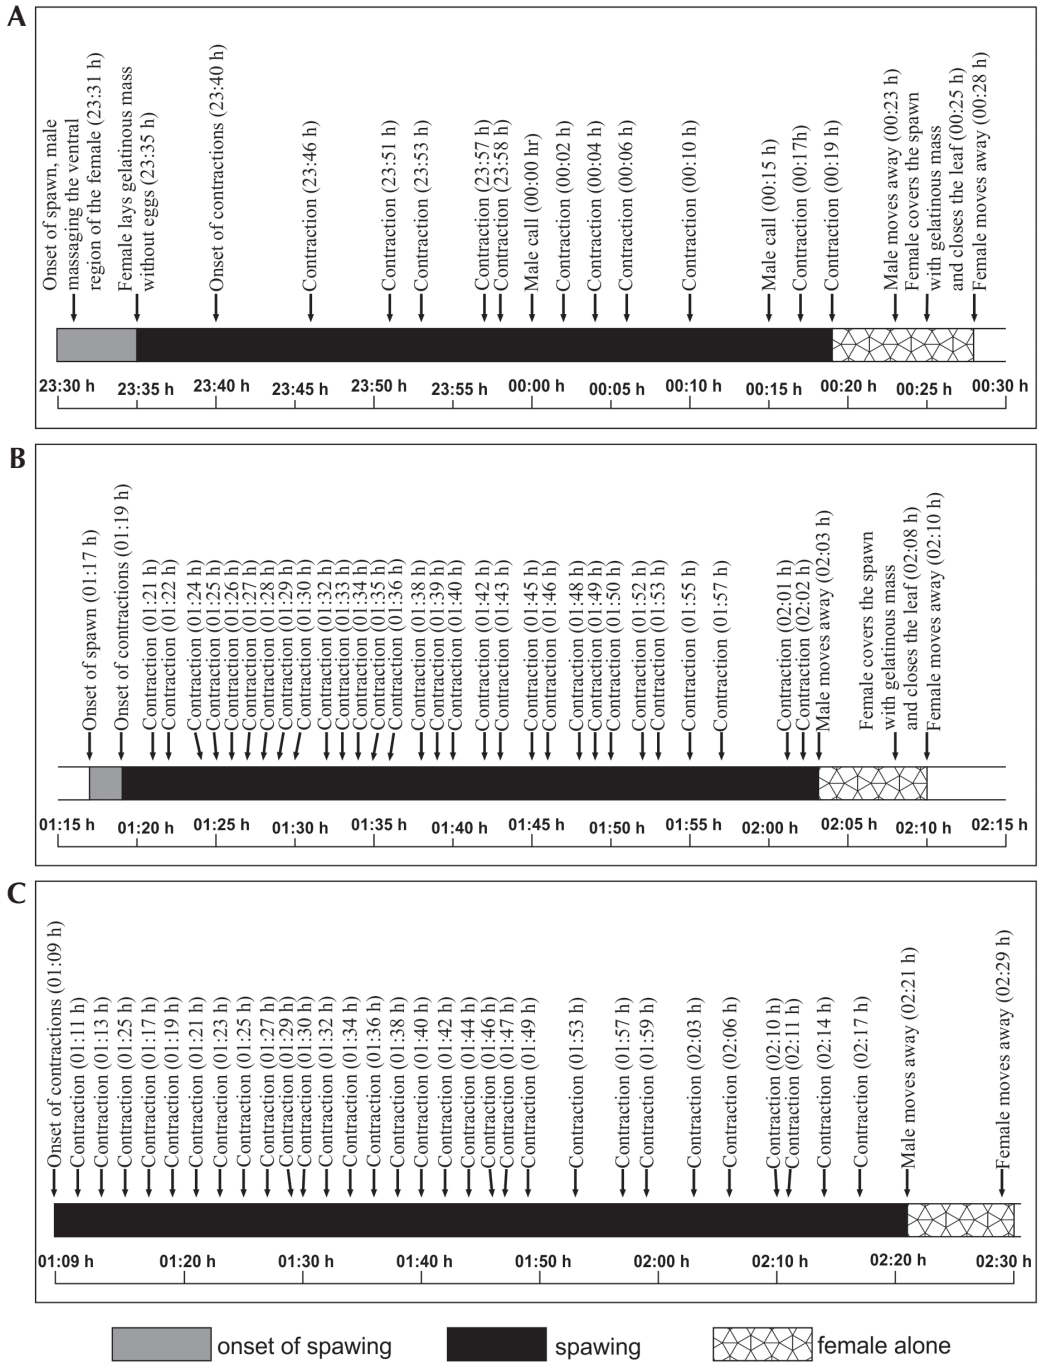 A
Onset of spawn, male
massaging the ventral
region of the female (23:31 h)
Female lays gelatinous mass
without eggs (23:35 h)
Onset of contractions (23:40 h)
Contraction (23:46 h)
Contraction (23:51 h)
Contraction (23:53 h)
Contraction (23:57 h)
Contraction (23:58 h)
Male call (00:00 hr)
Contraction (00:02 h)
Contraction (00:04 h)
Contraction (00:06 h)
Contraction (00:10 h)
Male call (00:15 h)
Contraction (00:17h)
Contraction (00:19 h)
Male moves away (00:23 h)
Female covers the spawn
with gelatinous mass
and closes the leaf (00:25 h)
Female moves away (00:28 h)
23:30 h 23:35 h 23:40 h 23:45 h 23:50 h 23:55 h 00:00 h 00:05 h 00:10 h 00:15 h 00:20 h 00:25 h 00:30 h
B
Onset of spawn (01:17 h)
Onset of contractions (01:19 h)
Contraction (01:21 h)
Contraction (01:22 h)
Contraction (01:24 h)
Contraction (01:25 h)
Contraction (01:26 h)
Contraction (01:27 h)
Contraction (01:28 h)
Contraction (01:29 h)
Contraction (01:30 h)
Contraction (01:32 h)
Contraction (01:33 h)
Contraction (01:34 h)
Contraction (01:35 h)
Contraction (01:36 h)
Contraction (01:38 h)
Contraction (01:39 h)
Contraction (01:40 h)
Contraction (01:42 h)
Contraction (01:43 h)
Contraction (01:45 h)
Contraction (01:46 h)
Contraction (01:48 h)
Contraction (01:49 h)
Contraction (01:50 h)
Contraction (01:52 h)
Contraction (01:53 h)
Contraction (01:55 h)
Contraction (01:57 h)
Contraction (02:01 h)
Contraction (02:02 h)
Male moves away (02:03 h)
Female covers the spawn
with gelatinous mass
and closes the leaf (02:08 h)
Female moves away (02:10 h)
01:15 h 01:20 h 01:25 h 01:30 h 01:35 h 01:40 h 01:45 h 01:50 h 01:55 h 02:00 h 02:05 h 02:10 h 02:15 h
C
Onset of contractions (01:09 h)
Contraction (01:11 h)
Contraction (01:13 h)
Contraction (01:25 h)
Contraction (01:17 h)
Contraction (01:19 h)
Contraction (01:21 h)
Contraction (01:23 h)
Contraction (01:25 h)
Contraction (01:27 h)
Contraction (01:29 h)
Contraction (01:30 h)
Contraction (01:32 h)
Contraction (01:34 h)
Contraction (01:36 h)
Contraction (01:38 h)
Contraction (01:40 h)
Contraction (01:42 h)
Contraction (01:44 h)
Contraction (01:46 h)
Contraction (01:47 h)
Contraction (01:49 h)
Contraction (01:53 h)
Contraction (01:57 h)
Contraction (01:59 h)
Contraction (02:03 h)
Contraction (02:06 h)
Contraction (02:10 h)
Contraction (02:11 h)
Contraction (02:14 h)
Contraction (02:17 h)
Male moves away (02:21 h)
Female moves away (02:29 h)
01:09 h 01:20 h 01:30 h 01:40 h 01:50 h 02:00 h 02:10 h 02:20 h 02:30 h
onset of spawing spawing female alone